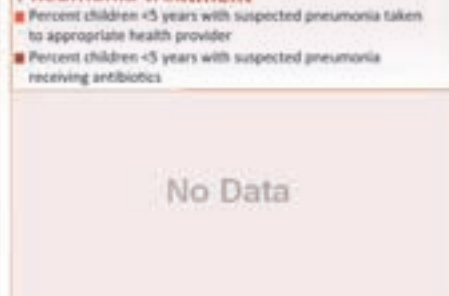 Percent children <5 years with suspected pneumonia taken
to appropriate health provider
Percent children <5 years with suspected pneumonia
receiving antibiotics
No Data